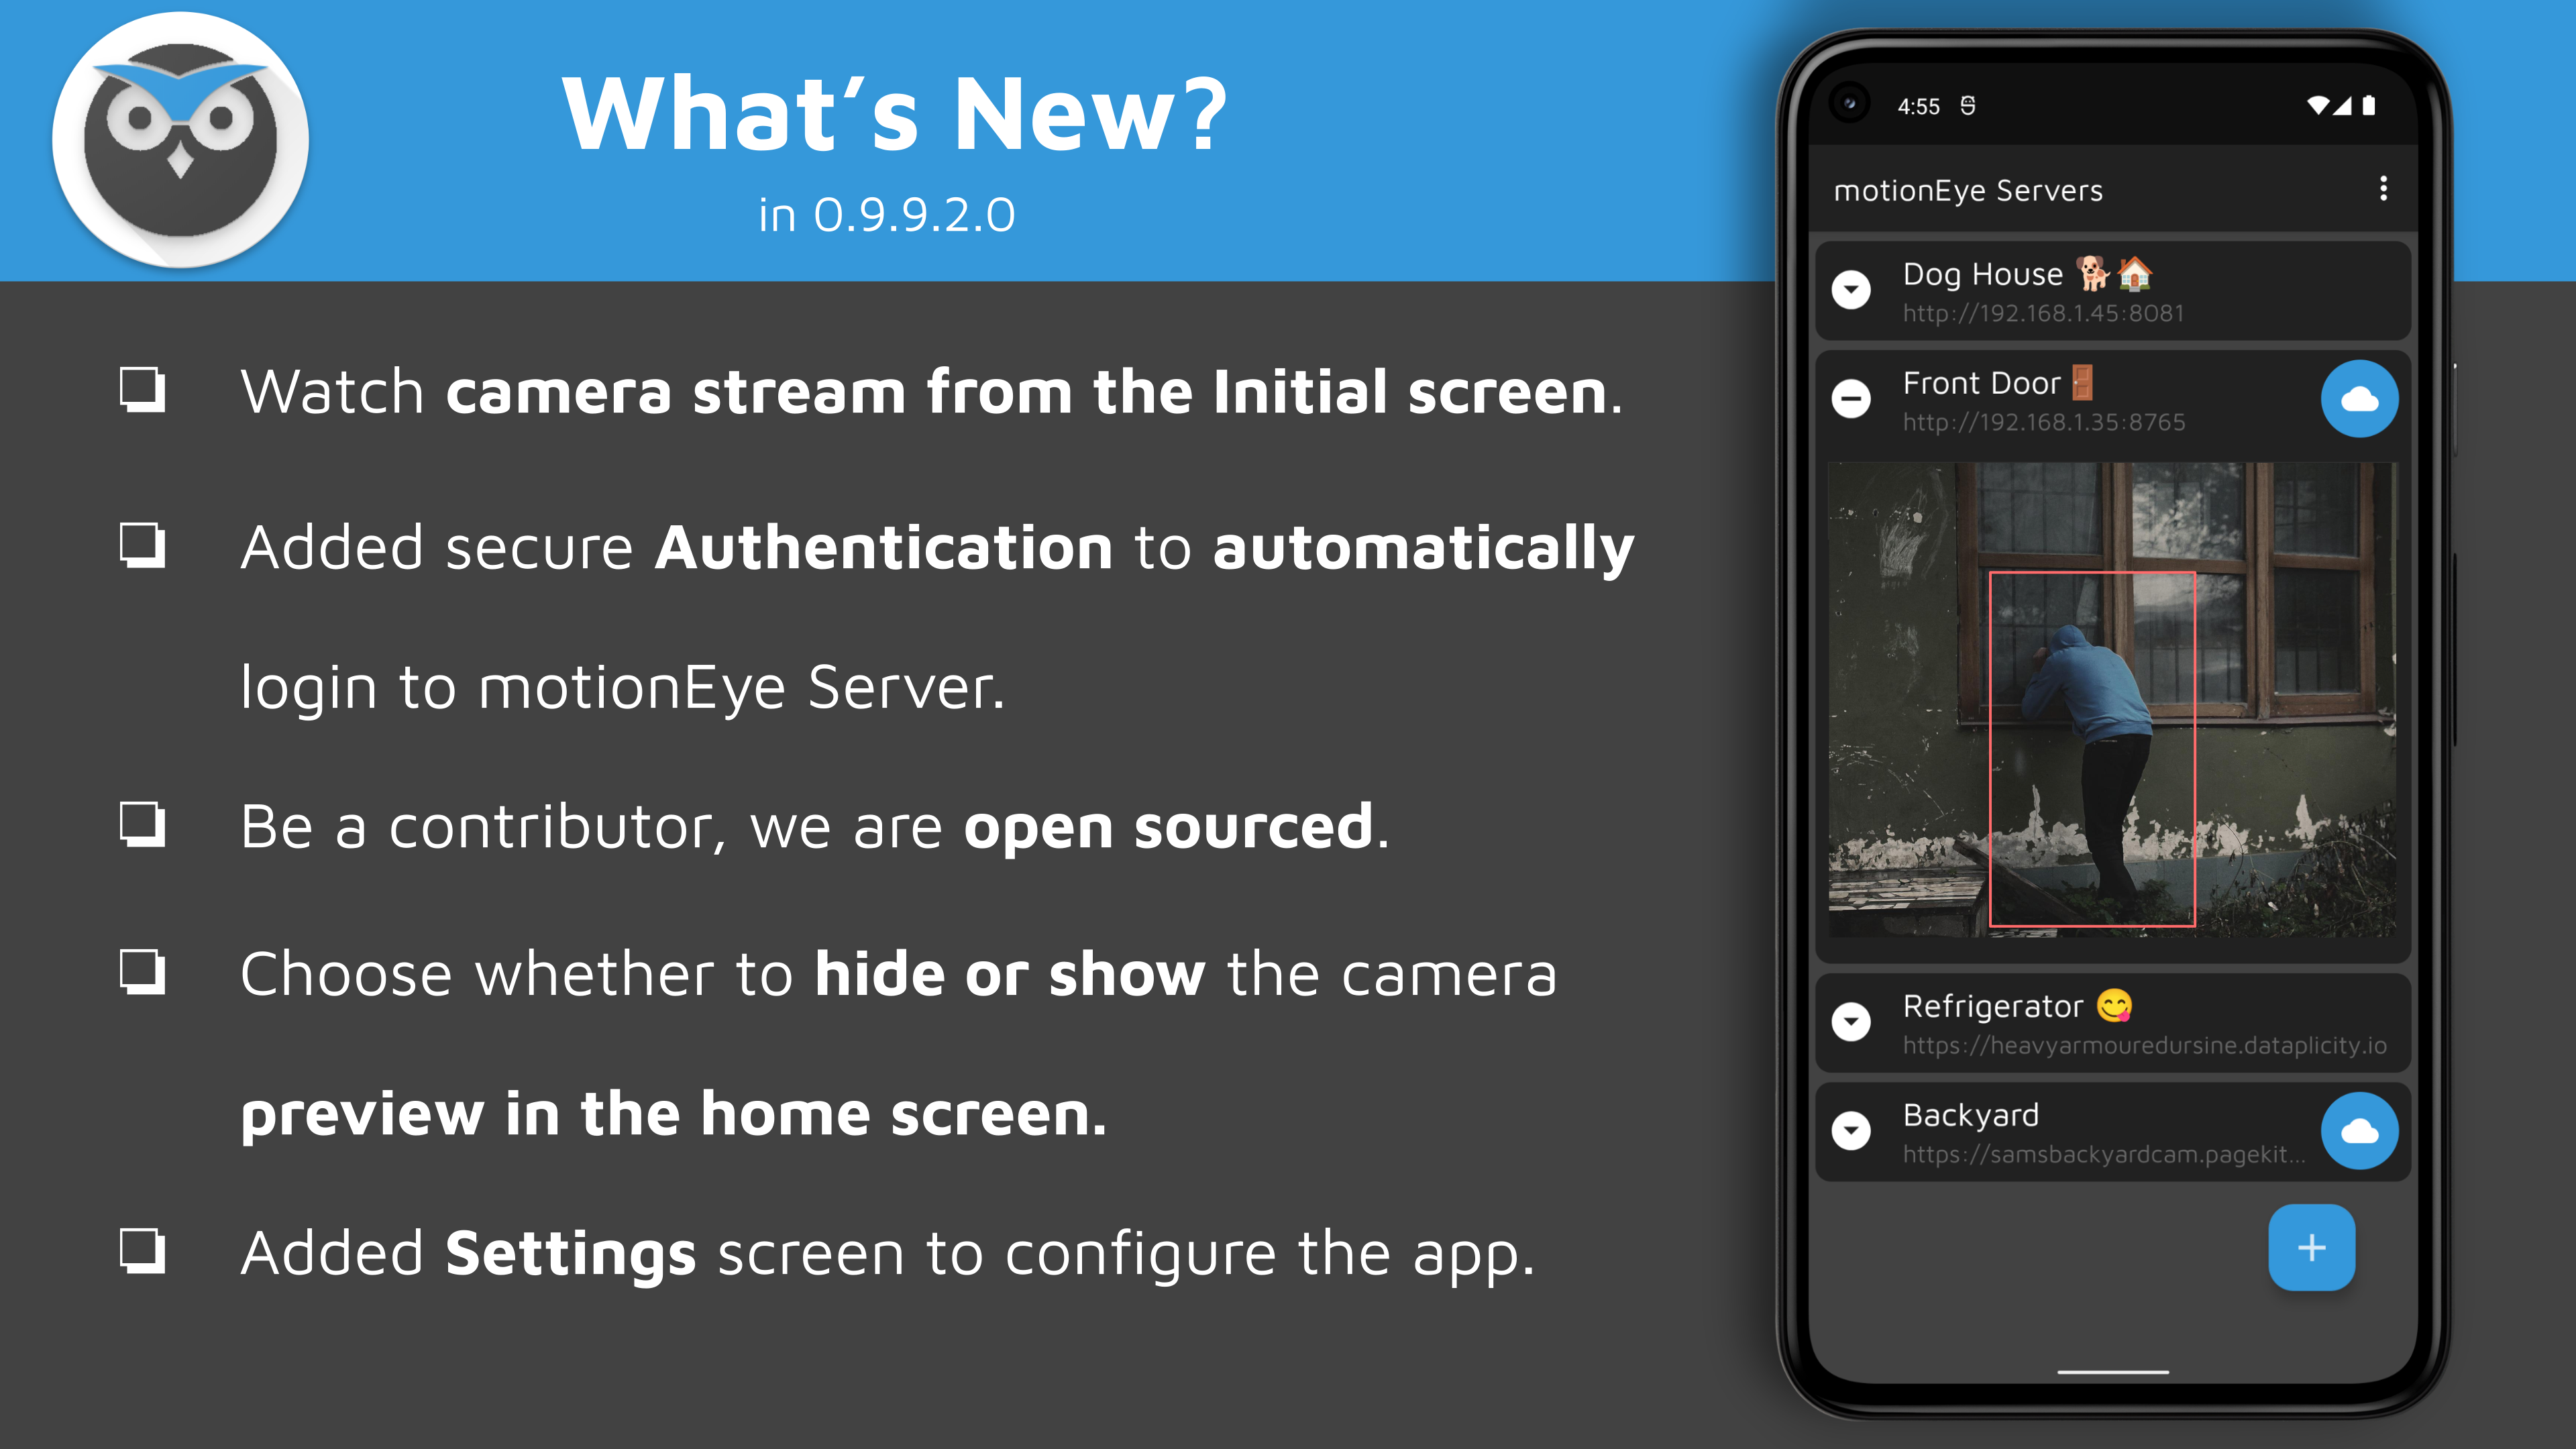 What's New?
in 0.9.9.2.0
Watch camera stream from the Initial screen.
Added secure Authentication to automatically
login to motionEye Server.
Be a contributor, we are open sourced.
Choose whether to hide or show the camera
preview in the home screen.
Added Settings screen to configure the app.
4:55
motionEye Servers
Dog House 🐕🏠
http://192.168.1.45:8081
Front Door🚪
http://192.168.1.35:8765
Refrigerator 😋
https://heavyarmouredursine.dataplicity.io
Backyard
https://samsbackyardcam.pagekit...